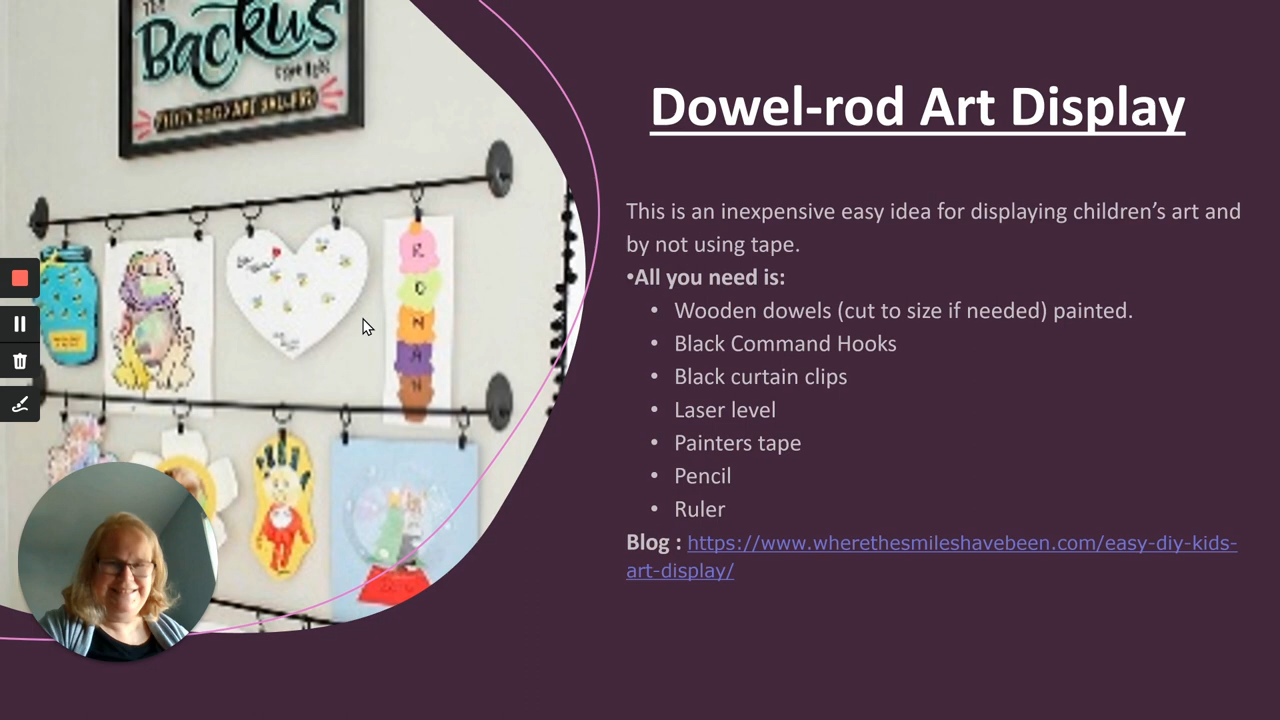 The
Backus
Dowel-rod Art Display
This is an inexpensive easy idea for displaying children’s art and
by not using tape.
•All you need is:
• Wooden dowels (cut to size if needed) painted.
• Black Command Hooks
• Black curtain clips
• Laser level
• Painters tape
• Pencil
• Ruler
Blog : https://www.wherethesmileshavebeen.com/easy-diy-kids-
art-display/